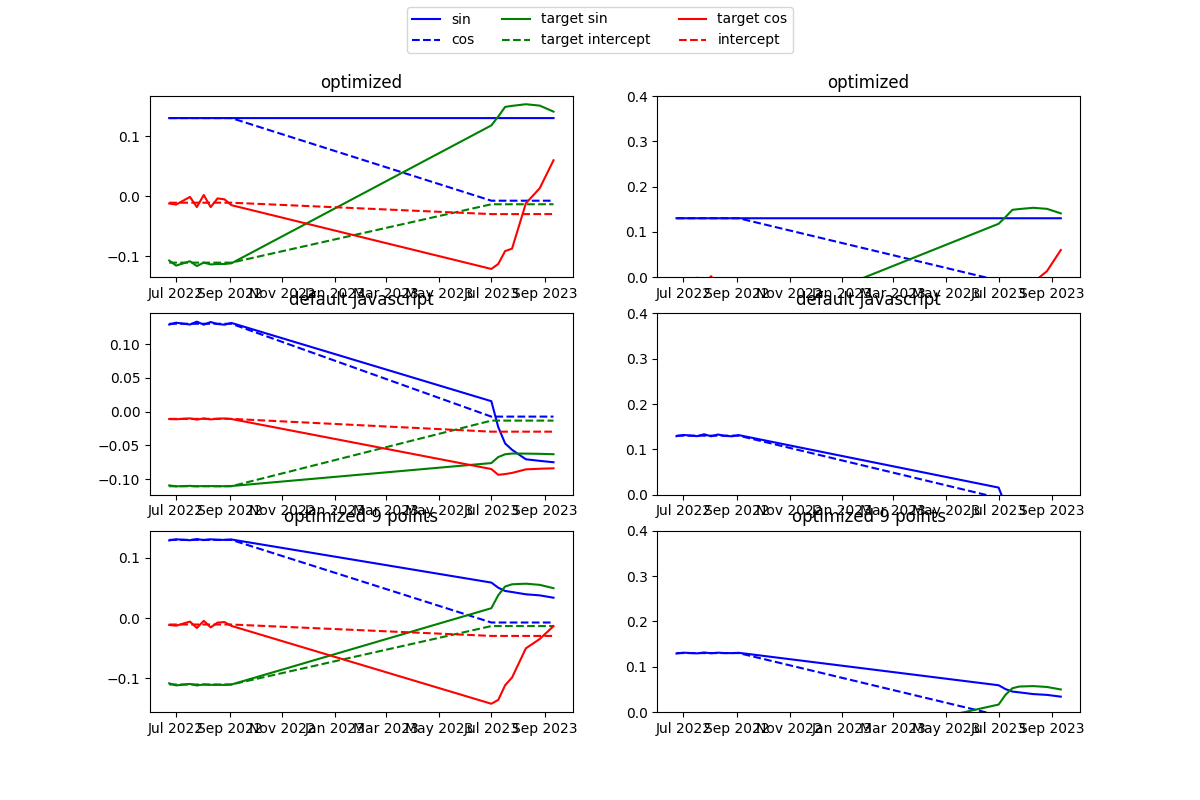 sin target sin target cos
cos target intercept intercept
optimized optimized
0.1
0.0
−0.1
Jul 2022 Sep 2022 Nov 2022 Jan 2023 Mar 2023 May 2023 Jul 2023 Sep 2023
0.4
0.3
0.2
0.1
0.0
Jul 2022 Sep 2022 Nov 2022 Jan 2023 Mar 2023 May 2023 Jul 2023 Sep 2023
default javascript default javascript
0.10
0.05
0.00
−0.05
−0.10
Jul 2022 Sep 2022 Nov 2022 Jan 2023 Mar 2023 May 2023 Jul 2023 Sep 2023
0.4
0.3
0.2
0.1
0.0
Jul 2022 Sep 2022 Nov 2022 Jan 2023 Mar 2023 May 2023 Jul 2023 Sep 2023
optimized 9 points optimized 9 points
0.1
0.0
−0.1
Jul 2022 Sep 2022 Nov 2022 Jan 2023 Mar 2023 May 2023 Jul 2023 Sep 2023
0.4
0.3
0.2
0.1
0.0
Jul 2022 Sep 2022 Nov 2022 Jan 2023 Mar 2023 May 2023 Jul 2023 Sep 2023